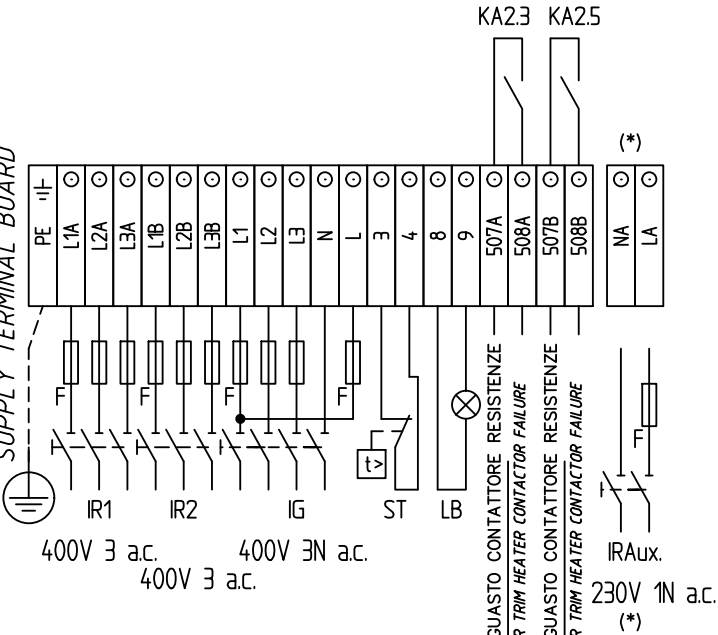 KA2.3 KA2.5
(*)
SUPPLY TERMINAL BOARD
PE L1A L2A L3A L1B L2B L3B L1 L2 L3 N L 3 4 8 9 507A 508A 507B 508B NA LA
F F F F F
t>
IR1 IR2 IG ST LB IRAux.
400V 3 a.c. 400V 3N a.c.
400V 3 a.c.
230V 1N a.c.
(*)
GUASTO CONTATTORE RESISTENZE
TRIM HEATER CONTACTOR FAILURE
GUASTO CONTATTORE RESISTENZE
TRIM HEATER CONTACTOR FAILURE